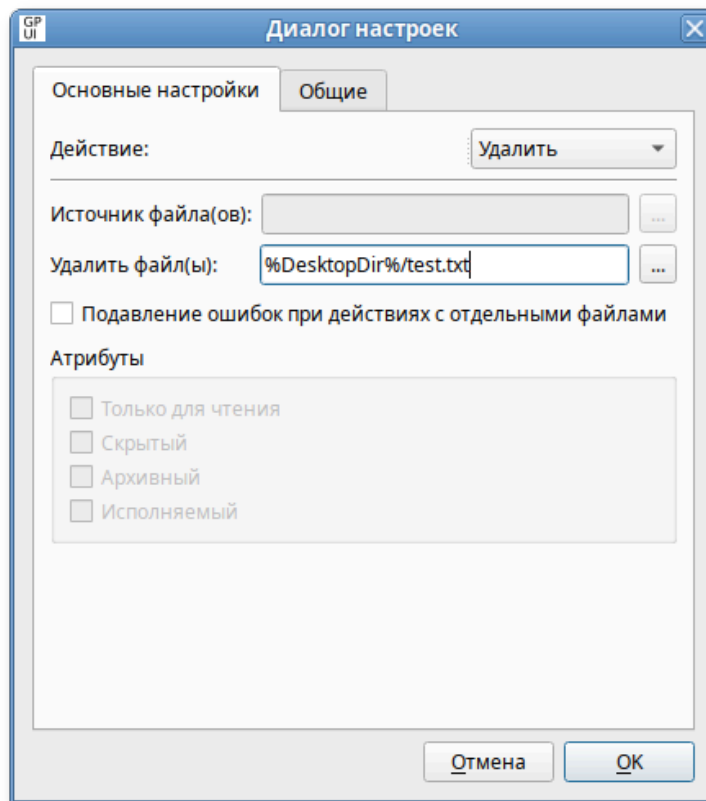 GP
UI
Диалог настроек
Основные настройки Общие
Действие: Удалить
Источник файла(ов): ...
Удалить файл(ы): %DesktopDir%/test.txt ...
Подавление ошибок при действиях с отдельными файлами
Атрибуты
Только для чтения
Скрытый
Архивный
Исполняемый
Отмена OK